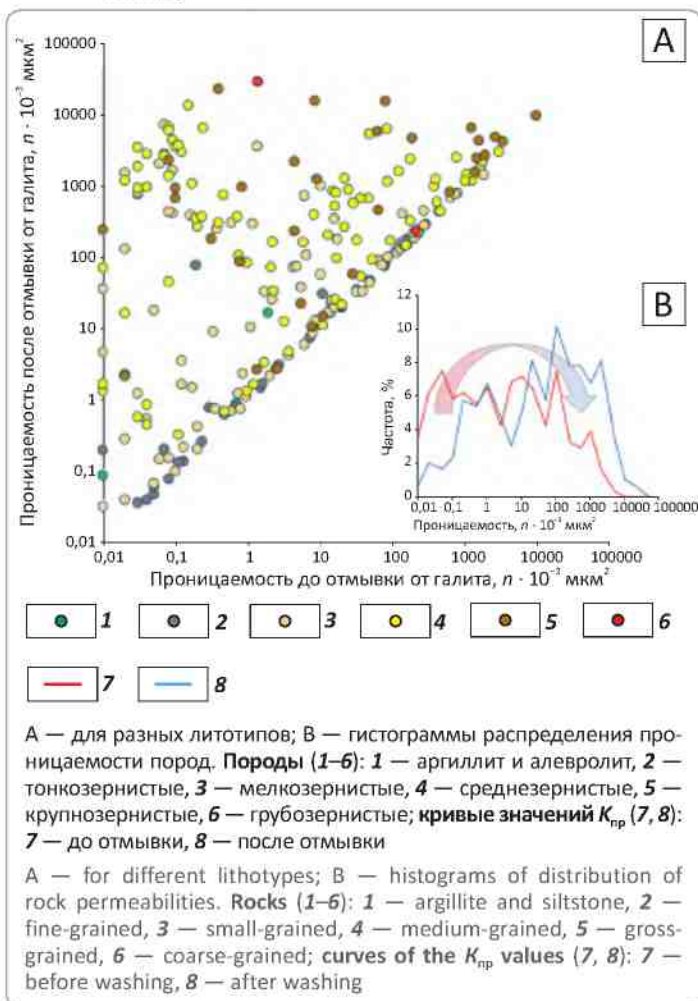 A
100000
10000
1000
100
10
1
0,1
0,01
Проницаемость после отмывки от галита, n · 10⁻³ мкм²
0,01 0,1 1 10 100 1000 10000 100000
Проницаемость до отмывки от галита, n · 10⁻³ мкм²
B
12
10
8
6
4
2
0
Частота, %
0,01 0,1 1 10 100 1000 10000 100000
Проницаемость, n · 10⁻³ мкм²
1 2 3 4 5 6
7 8
A — для разных литотипов; B — гистограммы распределения про-
ницаемости пород. Породы (1–6): 1 — аргиллит и алевролит, 2 —
тонкозернистые, 3 — мелкозернистые, 4 — среднезернистые, 5 —
крупнозернистые, 6 — грубозернистые; кривые значений Kпр (7, 8):
7 — до отмывки, 8 — после отмывки
A — for different lithotypes; B — histograms of distribution of
rock permeabilities. Rocks (1–6): 1 — argillite and siltstone, 2 —
fine-grained, 3 — small-grained, 4 — medium-grained, 5 — gross-
grained, 6 — coarse-grained; curves of the Kпр values (7, 8): 7 —
before washing, 8 — after washing